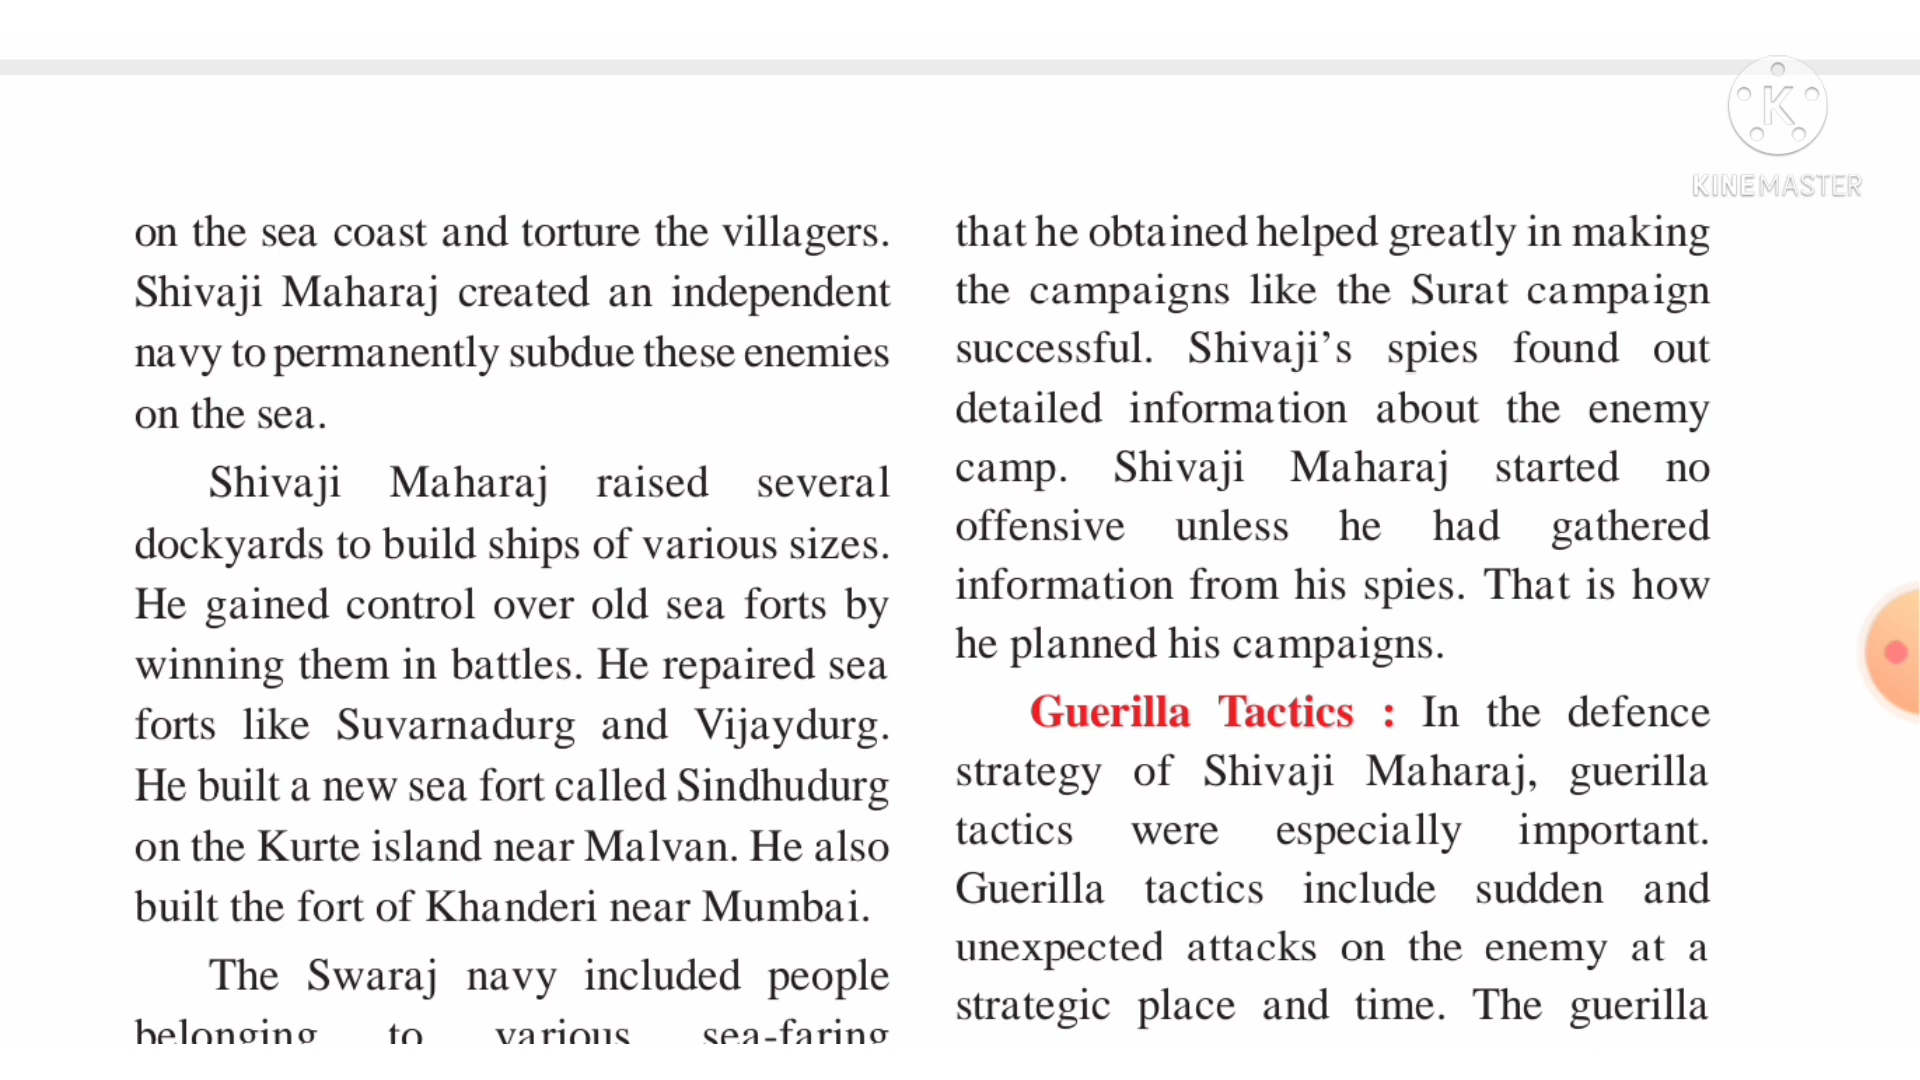 KINEMASTER
on the sea coast and torture the villagers.
Shivaji Maharaj created an independent
navy to permanently subdue these enemies
on the sea.
Shivaji Maharaj raised several
dockyards to build ships of various sizes.
He gained control over old sea forts by
winning them in battles. He repaired sea
forts like Suvarnadurg and Vijaydurg.
He built a new sea fort called Sindhudurg
on the Kurte island near Malvan. He also
built the fort of Khanderi near Mumbai.
The Swaraj navy included people
belonging to various sea-faring
that he obtained helped greatly in making
the campaigns like the Surat campaign
successful. Shivaji’s spies found out
detailed information about the enemy
camp. Shivaji Maharaj started no
offensive unless he had gathered
information from his spies. That is how
he planned his campaigns.
Guerilla Tactics : In the defence
strategy of Shivaji Maharaj, guerilla
tactics were especially important.
Guerilla tactics include sudden and
unexpected attacks on the enemy at a
strategic place and time. The guerilla